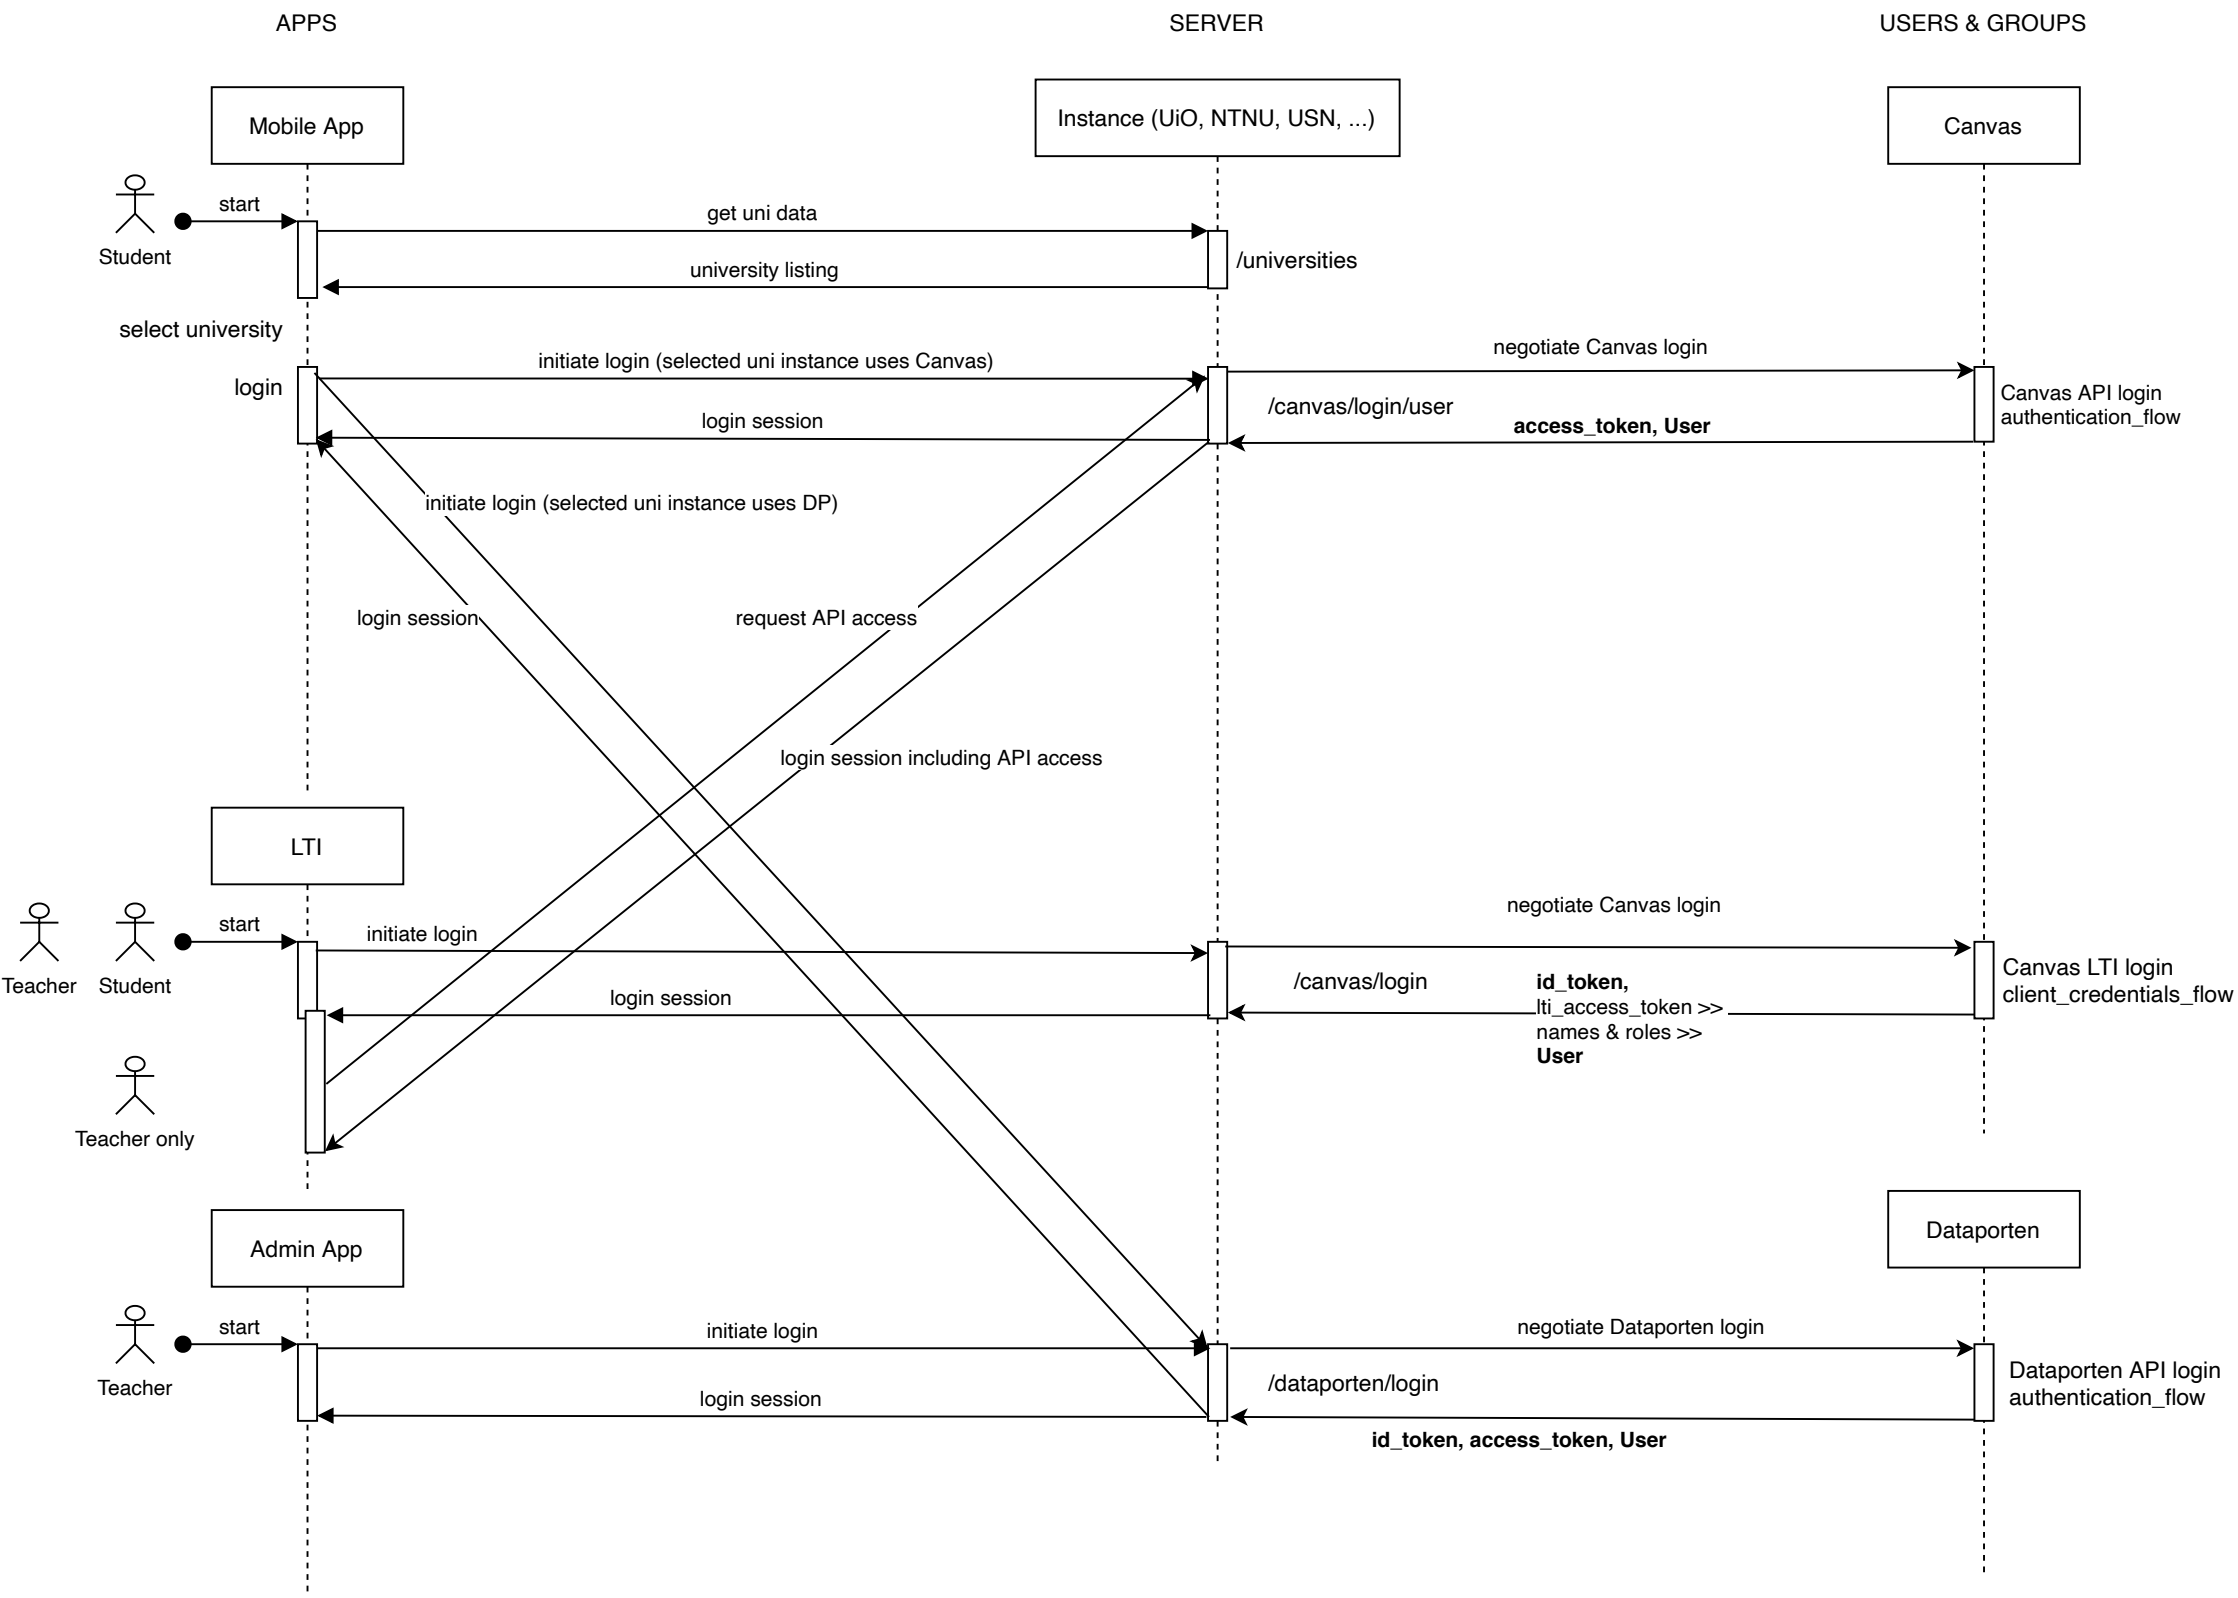 APPS
SERVER
USERS & GROUPS
Mobile App
Instance (UiO, NTNU, USN, ...)
Canvas
start
Student
get uni data
university listing
/universities
select university
login
initiate login (selected uni instance uses Canvas)
negotiate Canvas login
/canvas/login/user
Canvas API login
authentication_flow
login session
access_token, User
initiate login (selected uni instance uses DP)
login session
request API access
login session including API access
LTI
start
Teacher
Student
initiate login
negotiate Canvas login
/canvas/login
id_token,
lti_access_token >>
names & roles >>
User
Canvas LTI login
client_credentials_flow
login session
Teacher only
Admin App
Dataporten
start
Teacher
initiate login
negotiate Dataporten login
/dataporten/login
Dataporten API login
authentication_flow
login session
id_token, access_token, User